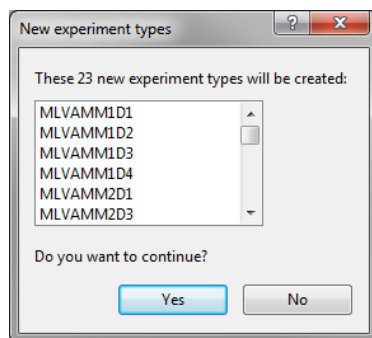 New experiment types
These 23 new experiment types will be created:
MLVAMM1D1
MLVAMM1D2
MLVAMM1D3
MLVAMM1D4
MLVAMM2D1
MLVAMM2D3
Do you want to continue?
Yes No